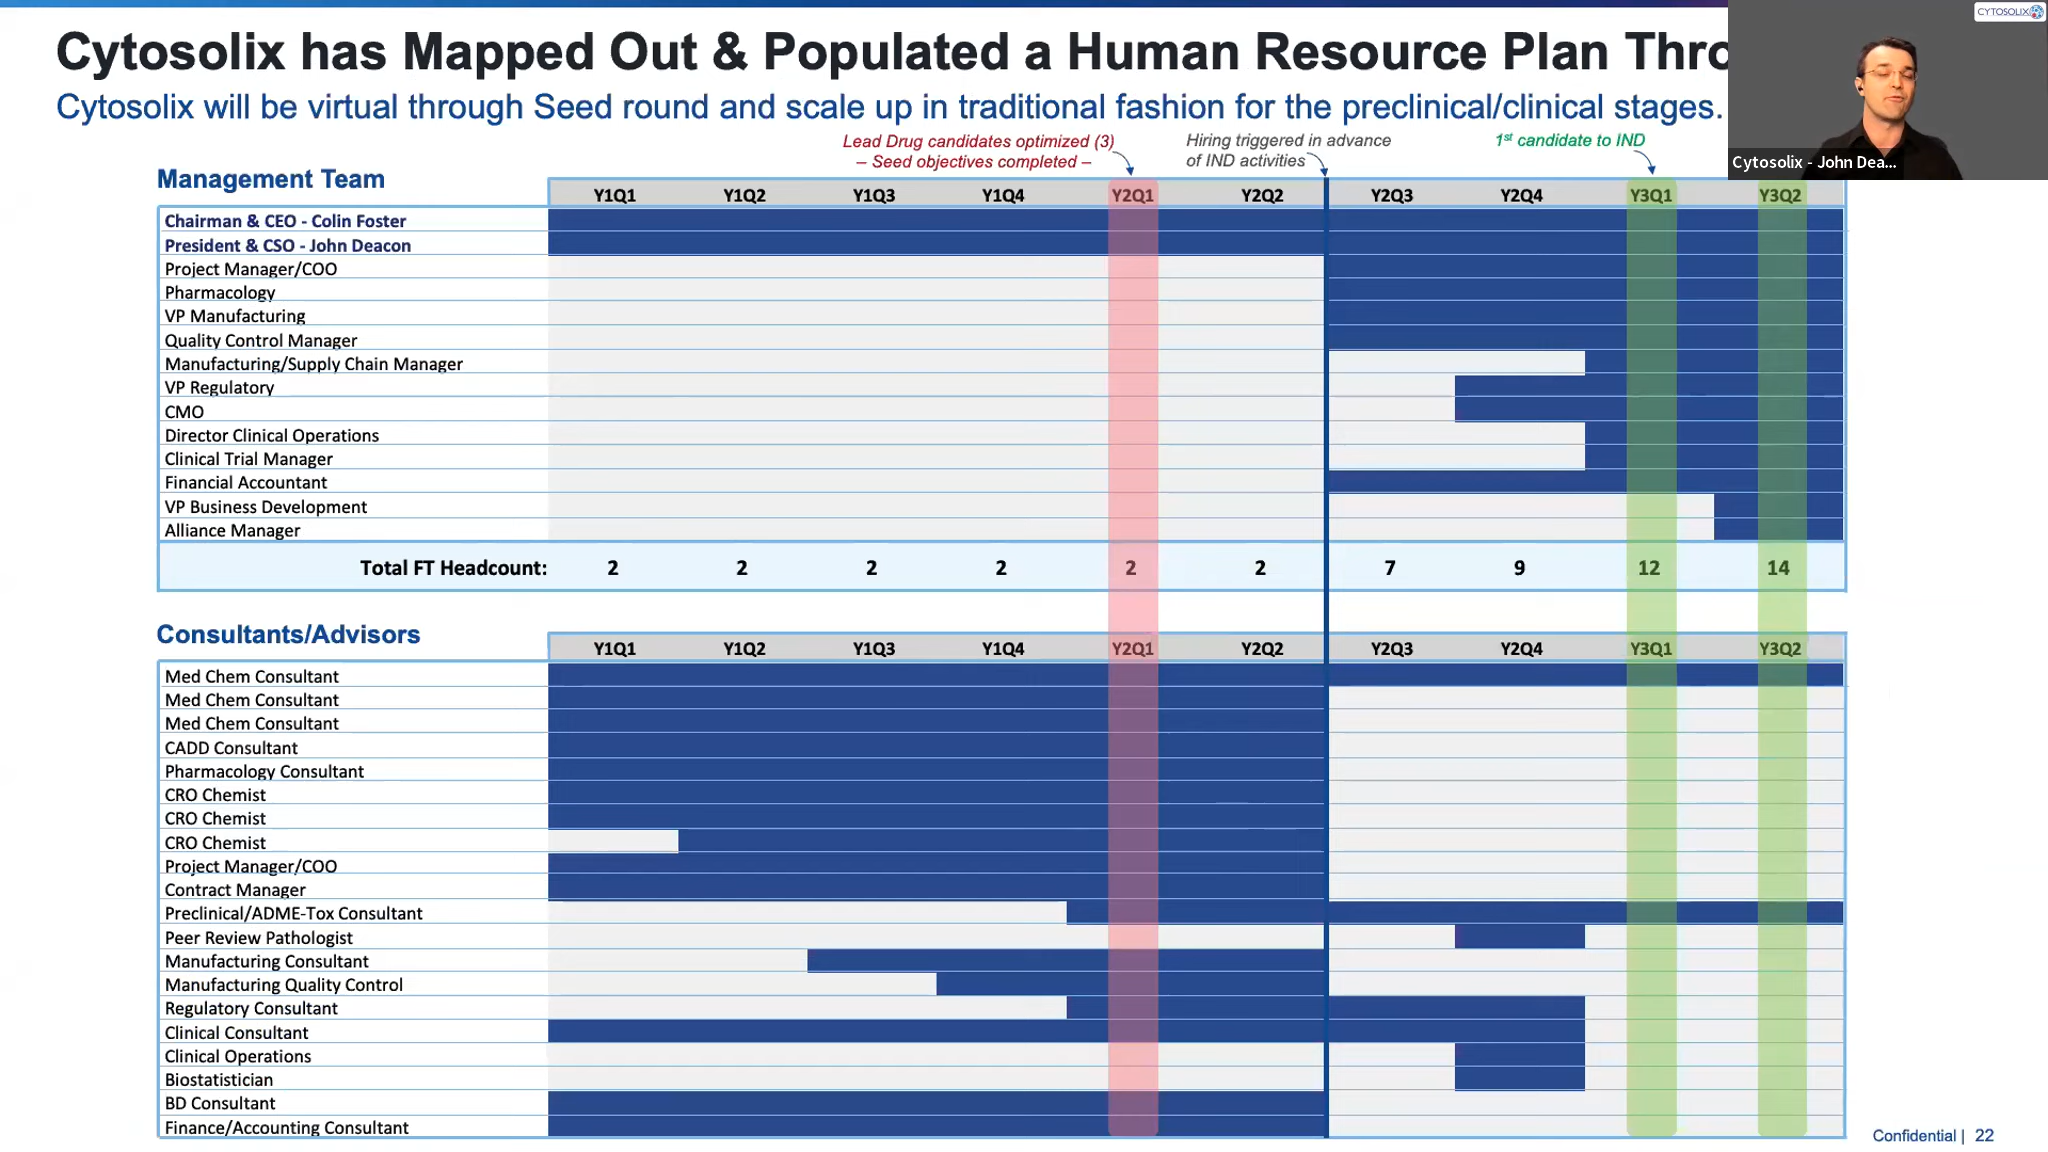 Cytosolix has Mapped Out & Populated a Human Resource Plan Thro
Cytosolix will be virtual through Seed round and scale up in traditional fashion for the preclinical/clinical stages.
CYTOSOLIX
Cytosolix - John Dea...
Lead Drug candidates optimized (3)
– Seed objectives completed –
Hiring triggered in advance
of IND activities
1st candidate to IND
Management Team
Y1Q1 Y1Q2 Y1Q3 Y1Q4 Y2Q1 Y2Q2 Y2Q3 Y2Q4 Y3Q1 Y3Q2
Chairman & CEO - Colin Foster
President & CSO - John Deacon
Project Manager/COO
Pharmacology
VP Manufacturing
Quality Control Manager
Manufacturing/Supply Chain Manager
VP Regulatory
CMO
Director Clinical Operations
Clinical Trial Manager
Financial Accountant
VP Business Development
Alliance Manager
Total FT Headcount: 2 2 2 2 2 2 7 9 12 14
Consultants/Advisors
Y1Q1 Y1Q2 Y1Q3 Y1Q4 Y2Q1 Y2Q2 Y2Q3 Y2Q4 Y3Q1 Y3Q2
Med Chem Consultant
Med Chem Consultant
Med Chem Consultant
CADD Consultant
Pharmacology Consultant
CRO Chemist
CRO Chemist
CRO Chemist
Project Manager/COO
Contract Manager
Preclinical/ADME-Tox Consultant
Peer Review Pathologist
Manufacturing Consultant
Manufacturing Quality Control
Regulatory Consultant
Clinical Consultant
Clinical Operations
Biostatistician
BD Consultant
Finance/Accounting Consultant
Confidential | 22